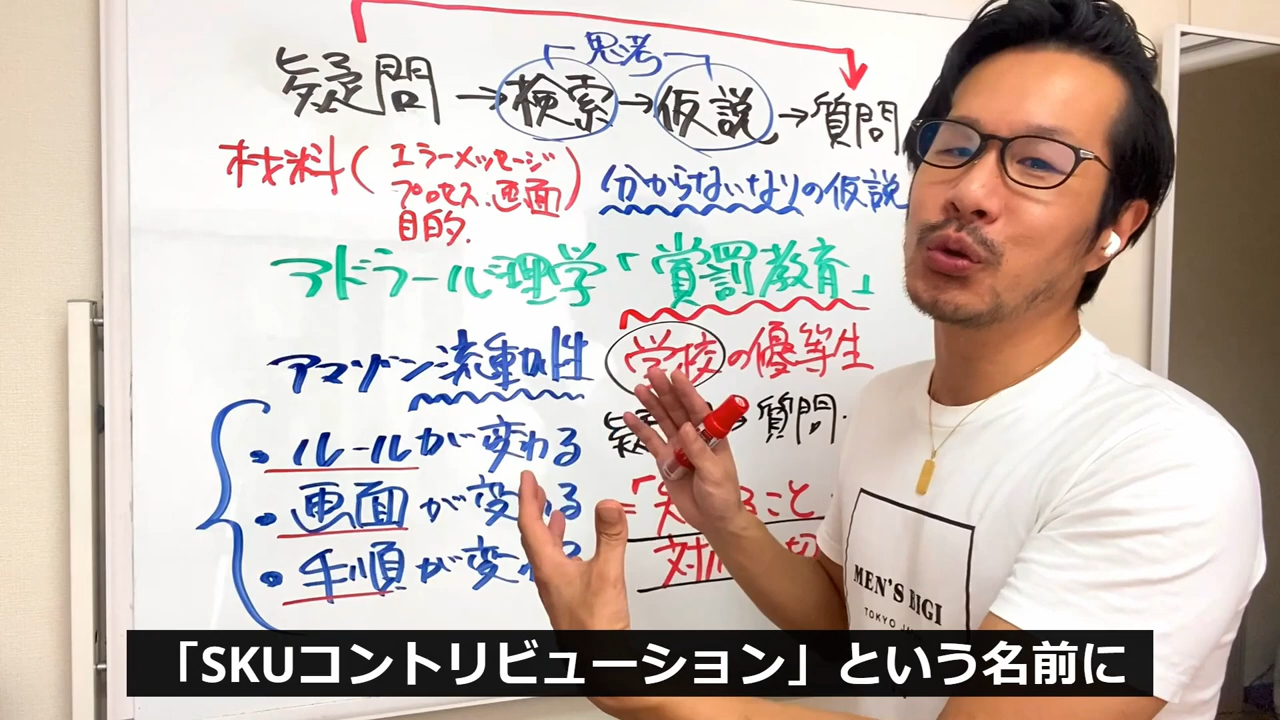 思考
疑問→検索→仮説→質問
材料(エラーメッセージ
プロセス、画面)
目的
分からないなりの仮説
アドラー心理学「賞罰教育」
アマゾン流動性
学校の優等生
・ルールが変わる
・画面が変わる
・手順が変わる
質問.
MEN'S BIGI
TOKYO
「SKUコントリビューション」という名前に